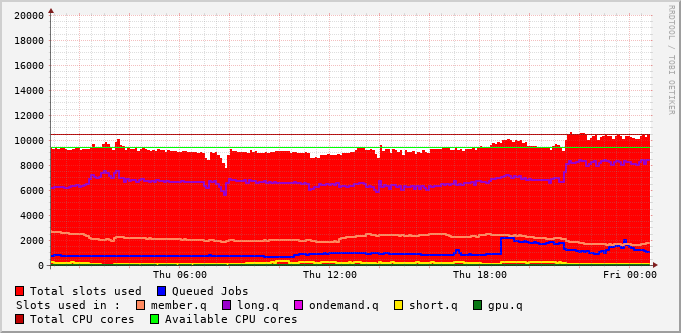 20000
18000
16000
14000
12000
10000
8000
6000
4000
2000
0
Thu 06:00 Thu 12:00 Thu 18:00 Fri 00:00
RRDTOOL / TOBI OETIKER
Total slots used Queued Jobs
Slots used in : member.q long.q ondemand.q short.q gpu.q
Total CPU cores Available CPU cores